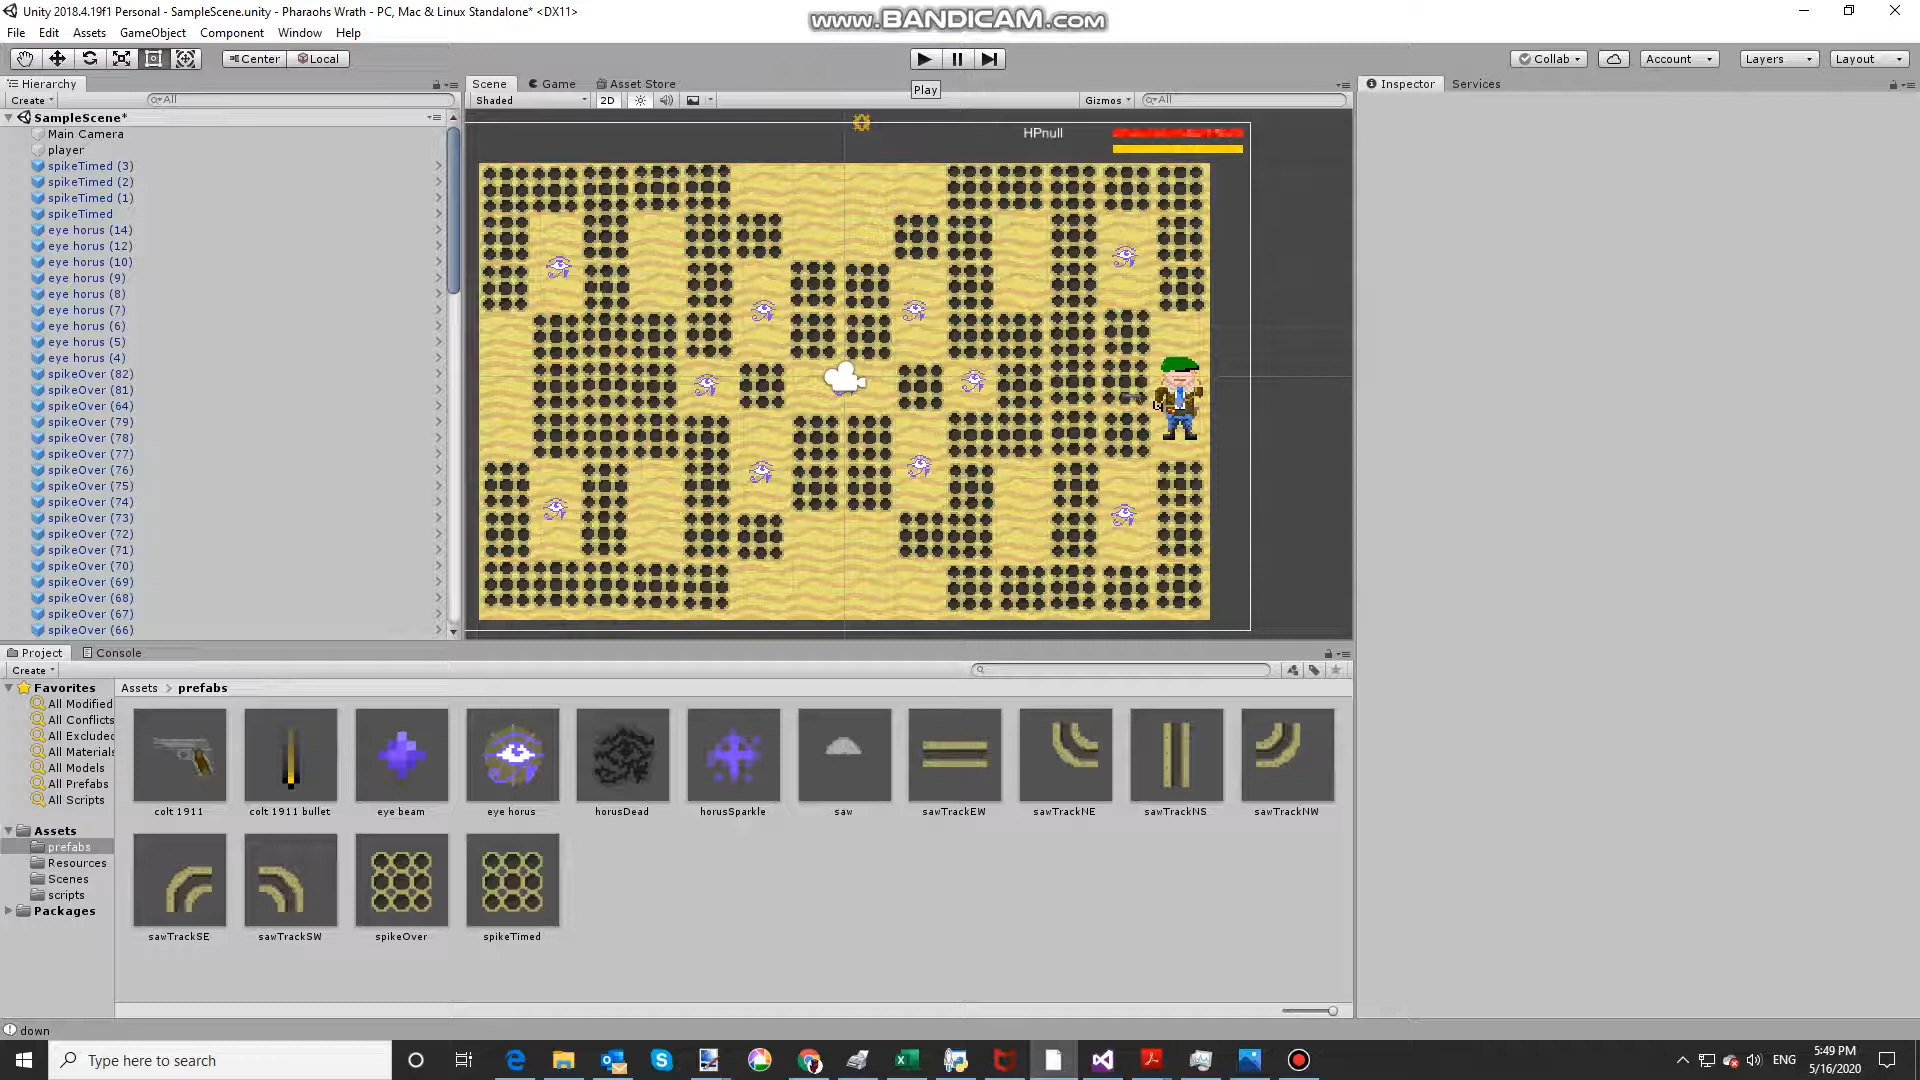 Unity 2018.4.19f1 Personal - SampleScene.unity - Pharaohs Wrath - PC, Mac & Linux Standalone* <DX11>
www.BANDICAM.com
File Edit Assets GameObject Component Window Help
Center Local
Collab Account Layers Layout
Play
Hierarchy
Create All
SampleScene*
Main Camera
player
spikeTimed (3)
spikeTimed (2)
spikeTimed (1)
spikeTimed
eye horus (14)
eye horus (12)
eye horus (10)
eye horus (9)
eye horus (8)
eye horus (7)
eye horus (6)
eye horus (5)
eye horus (4)
spikeOver (82)
spikeOver (81)
spikeOver (64)
spikeOver (79)
spikeOver (78)
spikeOver (77)
spikeOver (76)
spikeOver (75)
spikeOver (74)
spikeOver (73)
spikeOver (72)
spikeOver (71)
spikeOver (70)
spikeOver (69)
spikeOver (68)
spikeOver (67)
spikeOver (66)
Scene Game Asset Store
Shaded 2D Gizmos All
HPnull
Inspector Services
Project Console
Create
Favorites
All Modified
All Conflicts
All Excluded
All Materials
All Models
All Prefabs
All Scripts
Assets
prefabs
Resources
Scenes
scripts
Packages
Assets > prefabs
colt 1911 colt 1911 bullet eye beam eye horus horusDead horusSparkle saw sawTrackEW sawTrackNE sawTrackNS sawTrackNW
sawTrackSE sawTrackSW spikeOver spikeTimed
down
Type here to search
ENG
5:49 PM
5/16/2020